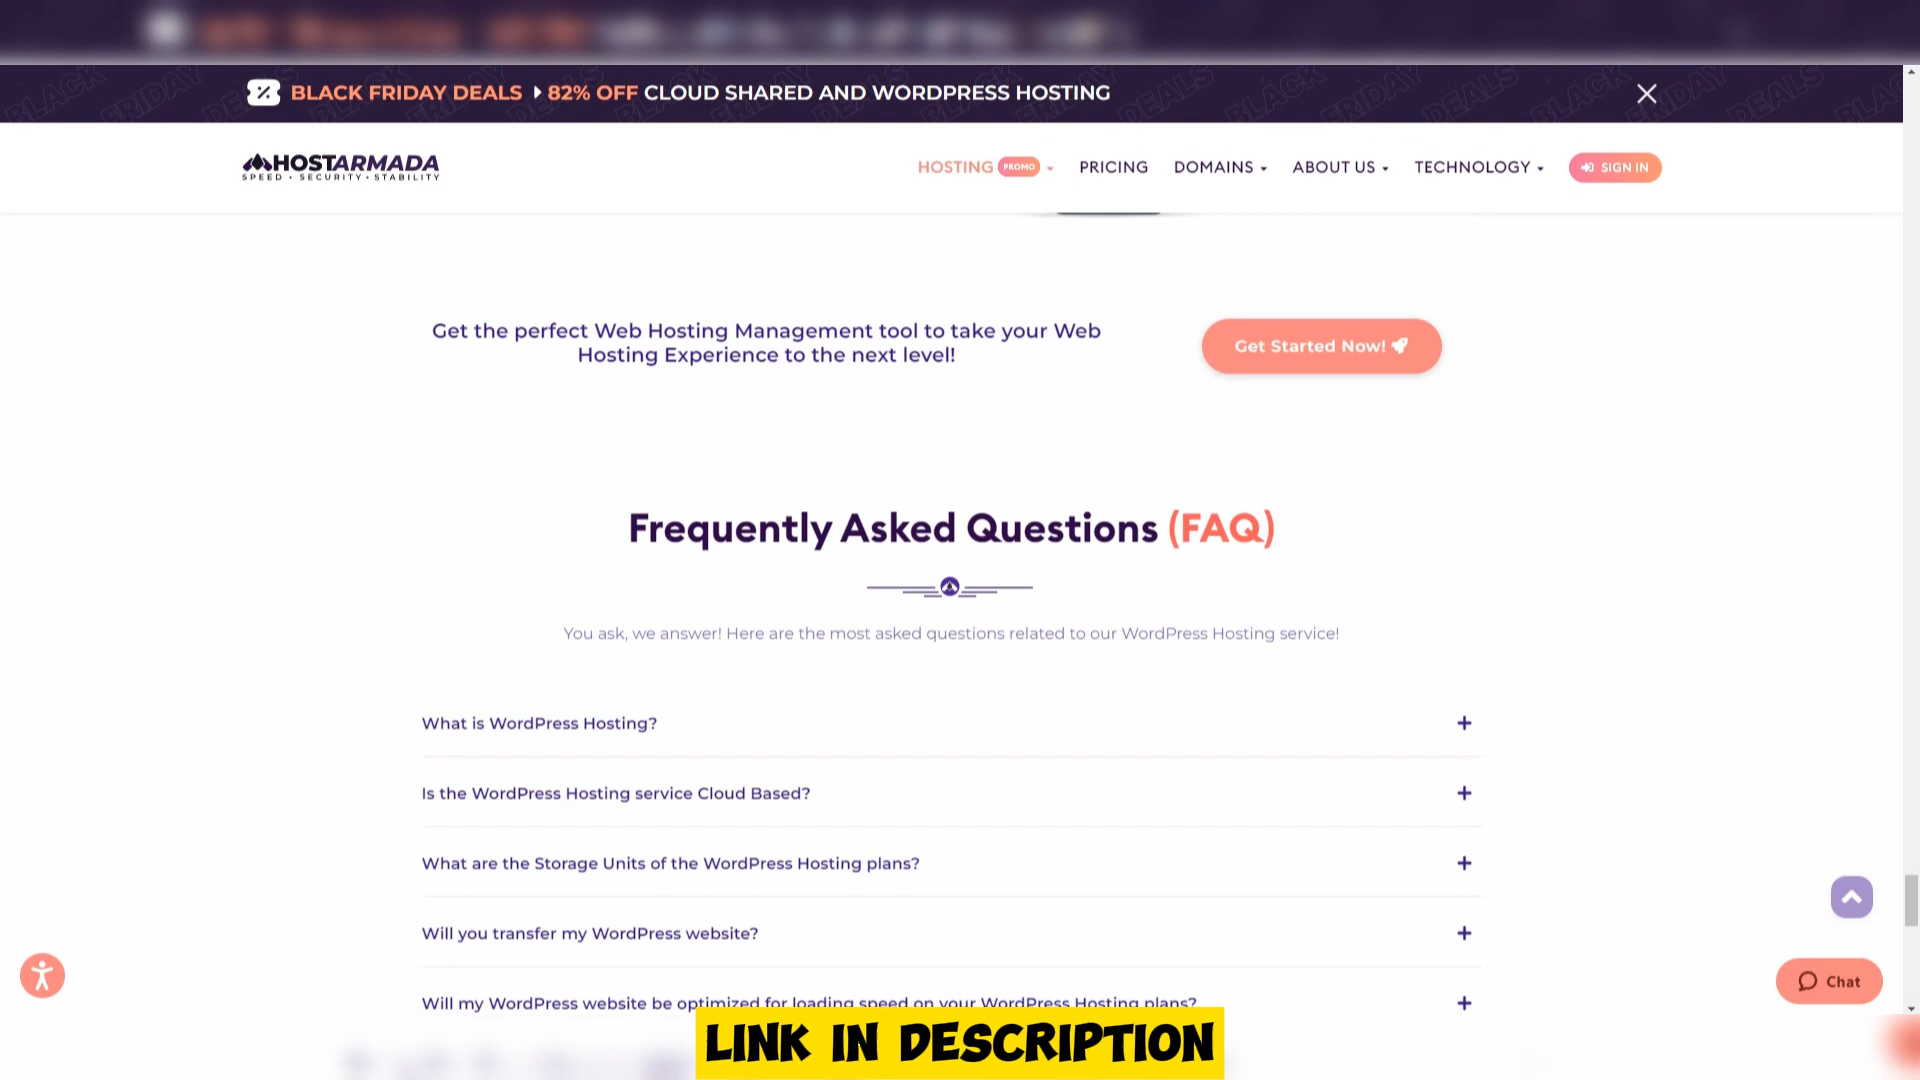 BLACK FRIDAY DEALS 82% OFF CLOUD SHARED AND WORDPRESS HOSTING
HOSTARMADA
SPEED • SECURITY • STABILITY
HOSTING PROMO PRICING DOMAINS ABOUT US TECHNOLOGY SIGN IN
Get the perfect Web Hosting Management tool to take your Web
Hosting Experience to the next level!
Get Started Now!
Frequently Asked Questions (FAQ)
You ask, we answer! Here are the most asked questions related to our WordPress Hosting service!
What is WordPress Hosting? +
Is the WordPress Hosting service Cloud Based? +
What are the Storage Units of the WordPress Hosting plans? +
Will you transfer my WordPress website? +
Will my WordPress website be optimized for loading speed on your WordPress Hosting plans? +
Chat
LINK IN DESCRIPTION